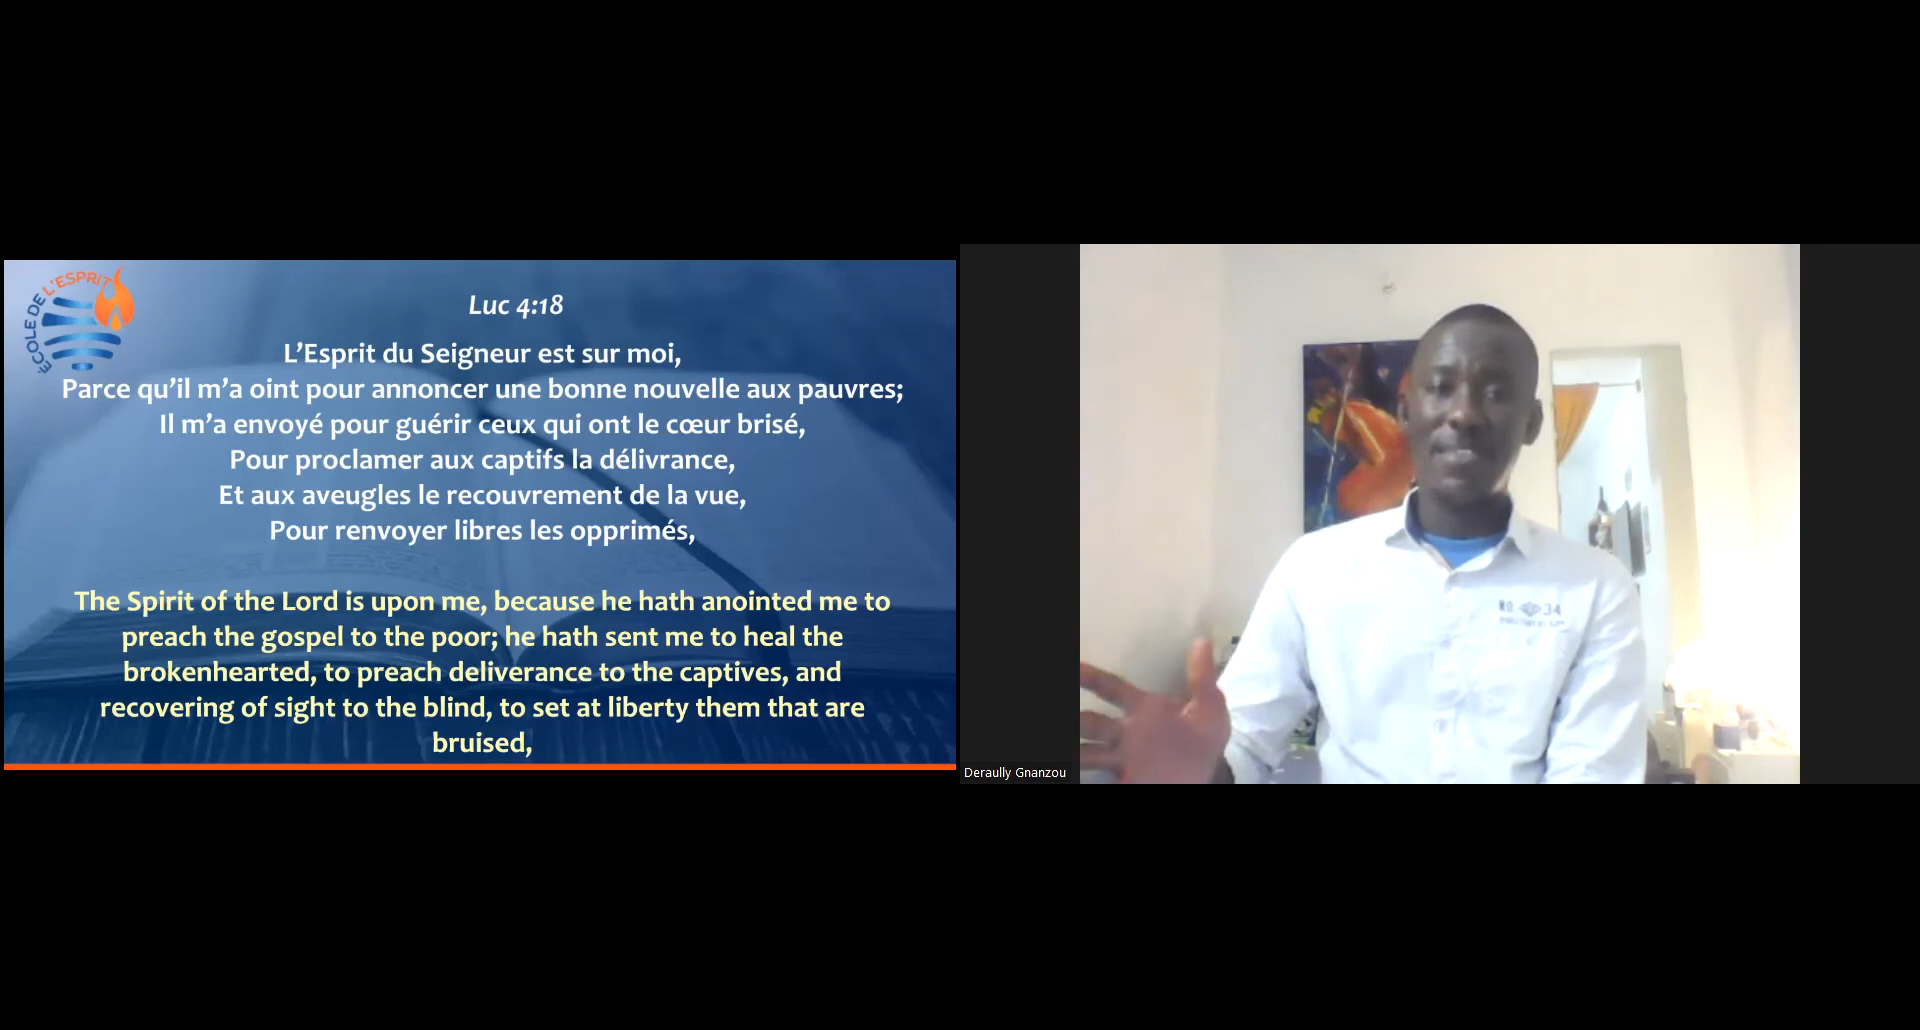 ÉCOLE DE L'ESPRIT
Luc 4:18
L’Esprit du Seigneur est sur moi,
Parce qu’il m’a oint pour annoncer une bonne nouvelle aux pauvres;
Il m’a envoyé pour guérir ceux qui ont le cœur brisé,
Pour proclamer aux captifs la délivrance,
Et aux aveugles le recouvrement de la vue,
Pour renvoyer libres les opprimés,
The Spirit of the Lord is upon me, because he hath anointed me to
preach the gospel to the poor; he hath sent me to heal the
brokenhearted, to preach deliverance to the captives, and
recovering of sight to the blind, to set at liberty them that are
bruised,
NO 34
Deraully Gnanzou